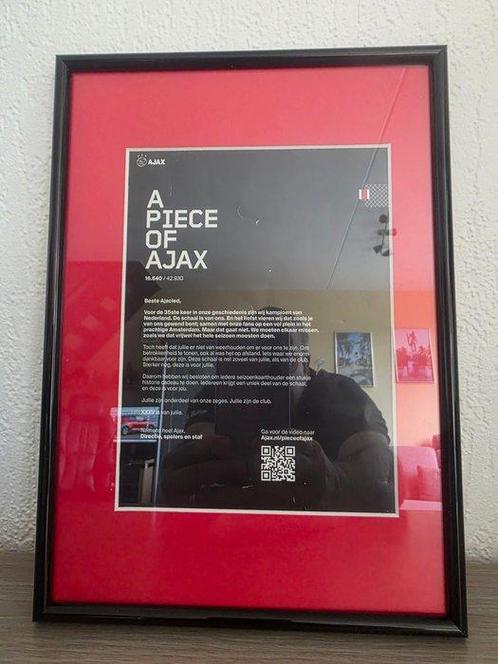 AJAX
A
PIECE
OF
AJAX
16.640 / 42.930
Beste Ajacied,
Voor de 35ste keer in onze geschiedenis zijn wij kampioen van
Nederland. De schaal is van ons. En het liefst vieren wij dat zoals je
van ons gewend bent; samen met onze fans op een vol plein in het
prachtige Amsterdam. Maar dat gaat niet. We moeten elkaar missen,
zoals we dat vrijwel het hele seizoen moesten doen.
Toch heeft dat jullie er niet van weerhouden om er voor ons te zijn. Om
betrokkenheid te tonen, ook al was het op afstand. Iets waar we enorm
dankbaar voor zijn. Deze schaal is net zoveel van jullie, als van de club.
Sterker nog, deze is voor jullie.
Daarom hebben wij besloten om iedere seizoenkaarthouder een stukje
historie cadeau te doen. Iedereen krijgt een uniek deel van de schaal,
en deze is voor jou.
Jullie zijn onderdeel van onze zeges. Jullie zijn de club.
XXXV is van jullie.
Namens heel Ajax,
Directie, spelers en staf
Ga voor de video naar
Ajax.nl/pieceofajax